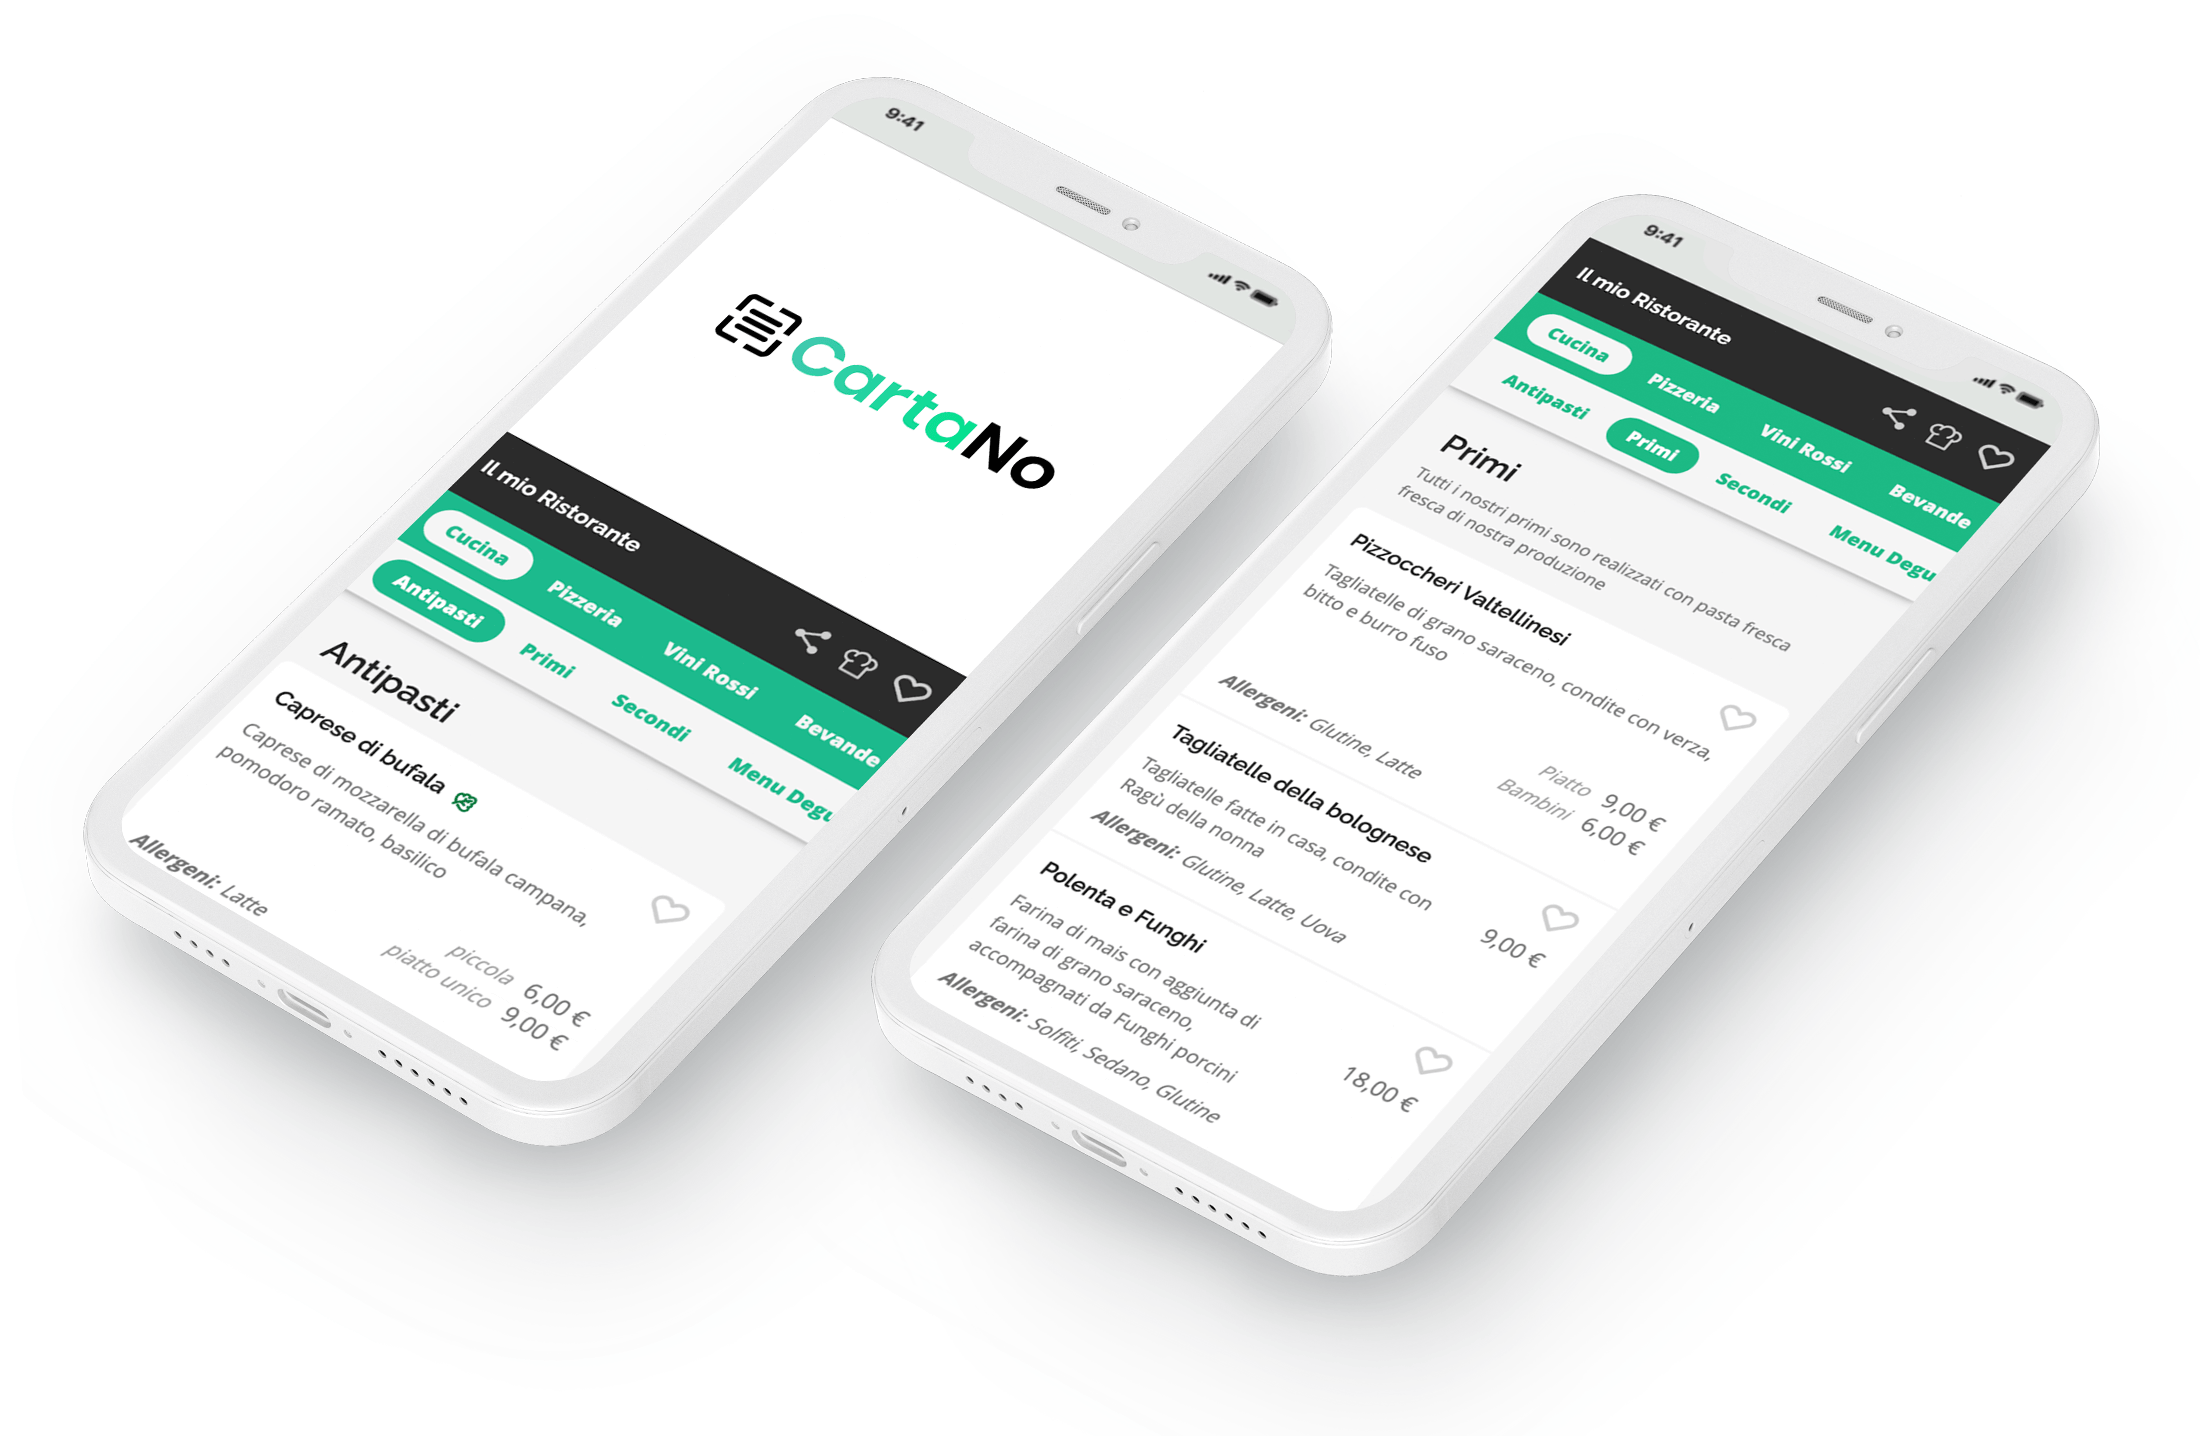 9:41
CartaNo
Il mio Ristorante
Cucina Pizzeria Vini Rossi Bevande
Antipasti Primi Secondi Menu Degu
Antipasti
Caprese di bufala
Caprese di mozzarella di bufala campana,
pomodoro ramato, basilico
Allergeni: Latte
piccola 6,00 €
piatto unico 9,00 €
9:41
Il mio Ristorante
Cucina Pizzeria Vini Rossi Bevande
Antipasti Primi Secondi Menu Degu
Primi
Tutti i nostri primi sono realizzati con pasta fresca
fresca di nostra produzione
Pizzoccheri Valtellinesi
Tagliatelle di grano saraceno, condite con verza,
bitto e burro fuso
Allergeni: Glutine, Latte
Piatto 9,00 €
Bambini 6,00 €
Tagliatelle della bolognese
Tagliatelle fatte in casa, condite con
Ragù della nonna
Allergeni: Glutine, Latte, Uova
9,00 €
Polenta e Funghi
Farina di mais con aggiunta di
farina di grano saraceno,
accompagnati da Funghi porcini
Allergeni: Solfiti, Sedano, Glutine
18,00 €